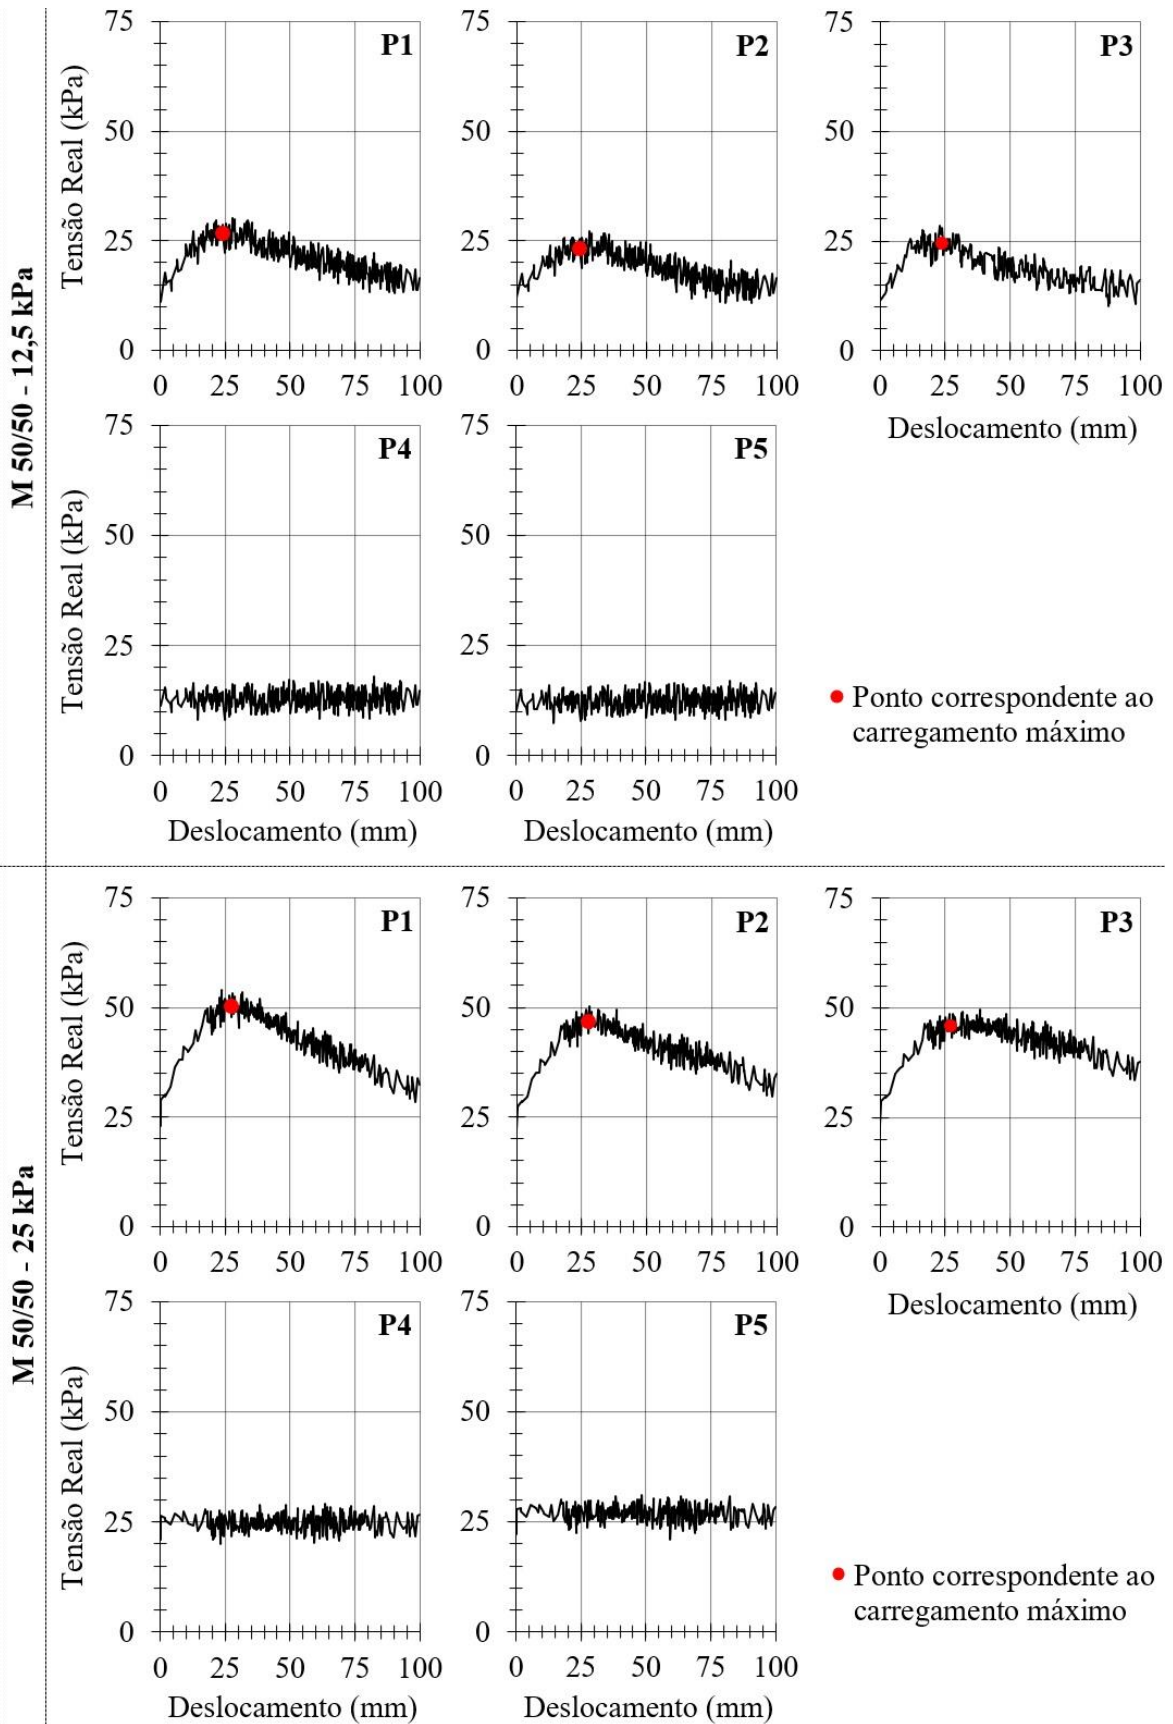 M 50/50 - 12,5 kPa
Tensão Real (kPa)
75
50
25
0
P1
0 25 50 75 100
75
50
25
0
P2
0 25 50 75 100
75
50
25
0
P3
0 25 50 75 100
Deslocamento (mm)
Tensão Real (kPa)
75
50
25
0
P4
0 25 50 75 100
Deslocamento (mm)
75
50
25
0
P5
0 25 50 75 100
Deslocamento (mm)
Ponto correspondente ao
carregamento máximo
M 50/50 - 25 kPa
Tensão Real (kPa)
75
50
25
0
P1
0 25 50 75 100
75
50
25
0
P2
0 25 50 75 100
75
50
25
0
P3
0 25 50 75 100
Deslocamento (mm)
Tensão Real (kPa)
75
50
25
0
P4
0 25 50 75 100
Deslocamento (mm)
75
50
25
0
P5
0 25 50 75 100
Deslocamento (mm)
Ponto correspondente ao
carregamento máximo